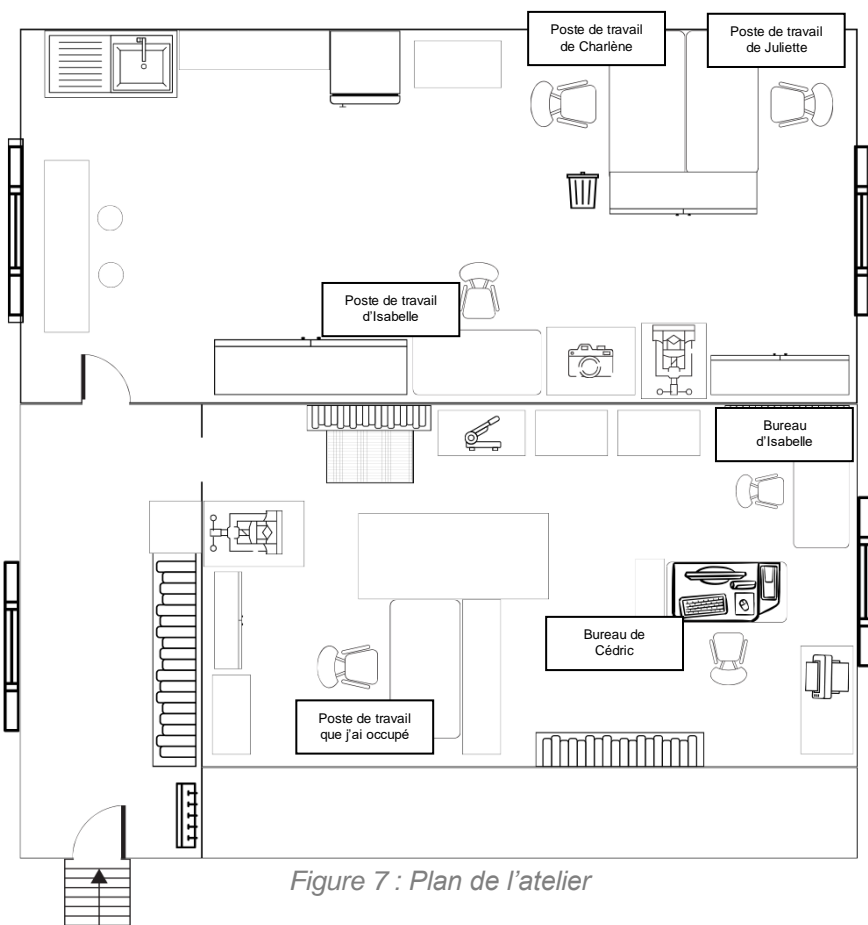 Poste de travail
de Charlène
Poste de travail
de Juliette
Poste de travail
d'Isabelle
Bureau
d'Isabelle
Bureau de
Cédric
Poste de travail
que j'ai occupé
Figure 7 : Plan de l'atelier